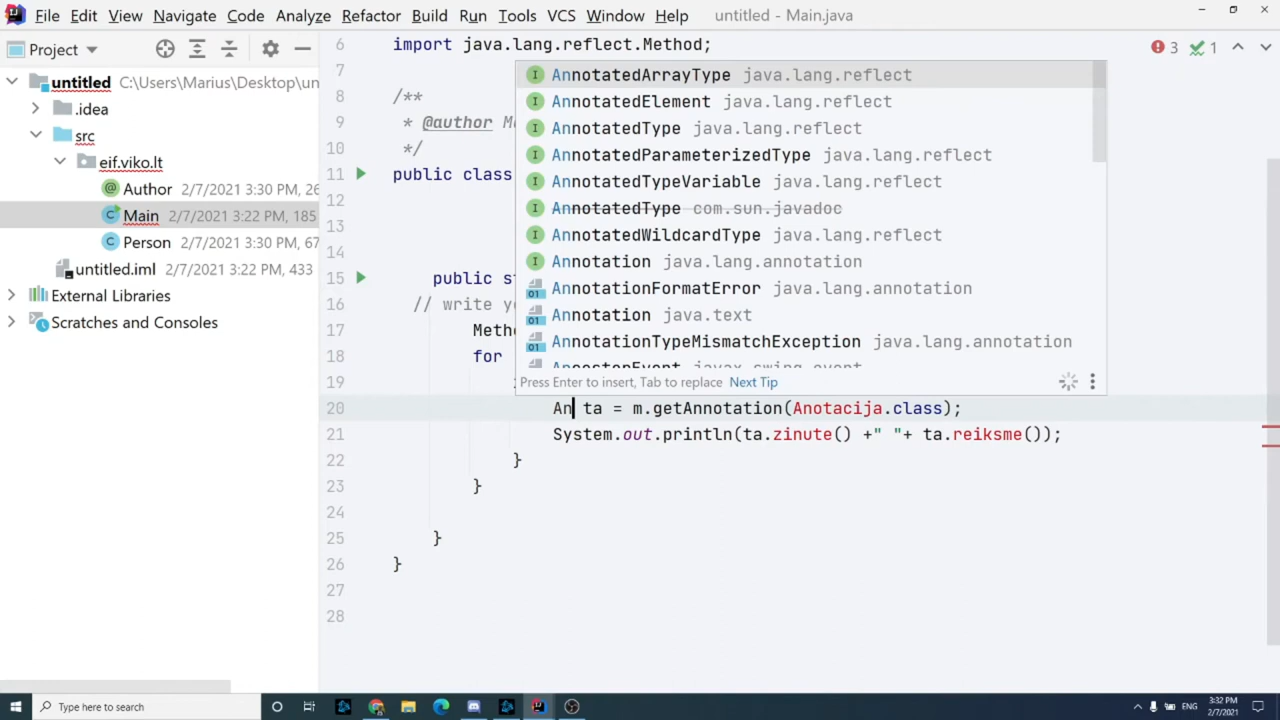 File Edit View Navigate Code Analyze Refactor Build Run Tools VCS Window Help untitled - Main.java
Project
untitled C:\Users\Marius\Desktop\un
.idea
src
eif.viko.lt
Author 2/7/2021 3:30 PM, 26
Main 2/7/2021 3:22 PM, 185
Person 2/7/2021 3:30 PM, 67
untitled.iml 2/7/2021 3:22 PM, 433
External Libraries
Scratches and Consoles
3 1
6 import java.lang.reflect.Method;
7
8 /**
9 * @author M
10 */
11 public class
12
13
14
15 public st
16 // write yo
17 Metho
18 for
19
20 An ta = m.getAnnotation(Anotacija.class);
21 System.out.println(ta.zinute() +" "+ ta.reiksme());
22 }
23 }
24
25 }
26 }
27
28
AnnotatedArrayType java.lang.reflect
AnnotatedElement java.lang.reflect
AnnotatedType java.lang.reflect
AnnotatedParameterizedType java.lang.reflect
AnnotatedTypeVariable java.lang.reflect
AnnotatedType com.sun.javadoc
AnnotatedWildcardType java.lang.reflect
Annotation java.lang.annotation
AnnotationFormatError java.lang.annotation
Annotation java.text
AnnotationTypeMismatchException java.lang.annotation
AncestorEvent javax.swing.event
Press Enter to insert, Tab to replace Next Tip
Type here to search
ENG
3:32 PM
2/7/2021